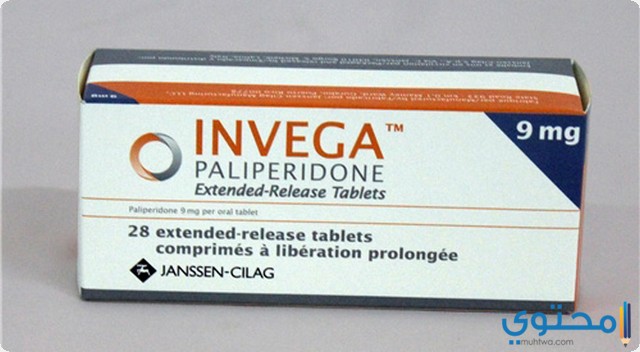 INVEGA™
9 mg
PALIPERIDONE
Extended-Release Tablets
Paliperidone 9 mg per oral tablet
28 extended-release tablets
comprimés à libération prolongée
JANSSEN-CILAG
محتوي
muhtwa.com